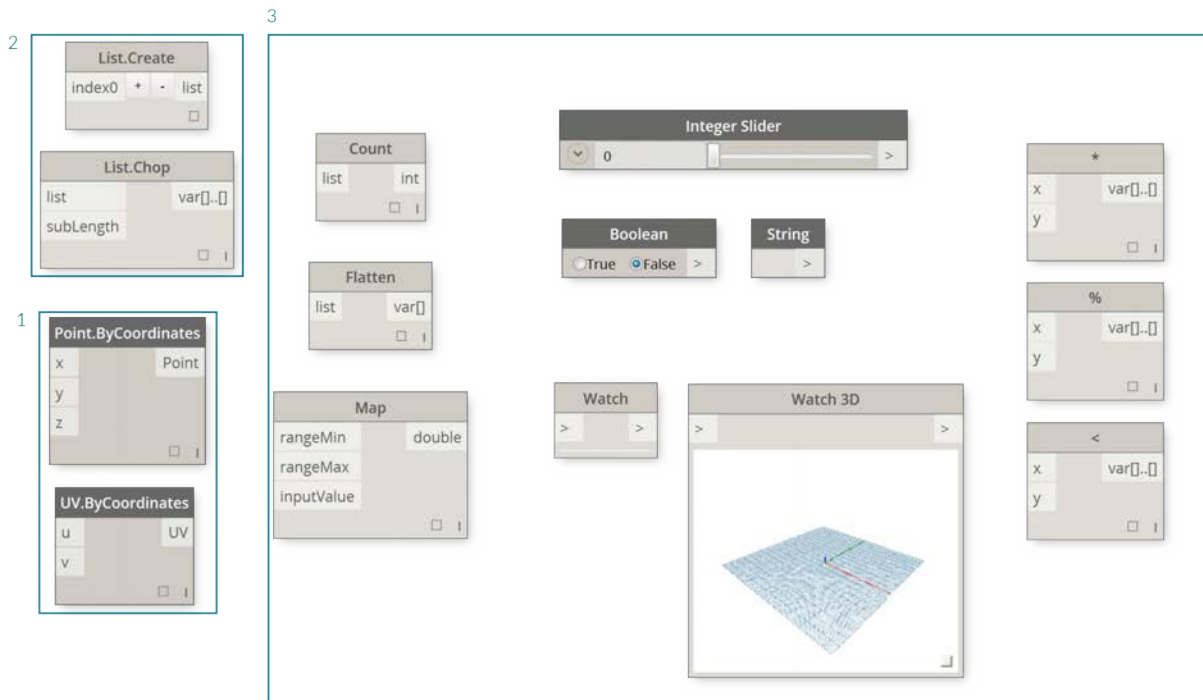 3
2
List.Create
index0 + - list
List.Chop
list var[]..[]
subLength
1
Point.ByCoordinates
x Point
y
z
UV.ByCoordinates
u UV
v
Count
list int
Flatten
list var[]
Map
rangeMin double
rangeMax
inputValue
Integer Slider
0 >
Boolean
True False >
String
>
Watch
> >
Watch 3D
> >
*
x var[]..[]
y
%
x var[]..[]
y
<
x var[]..[]
y